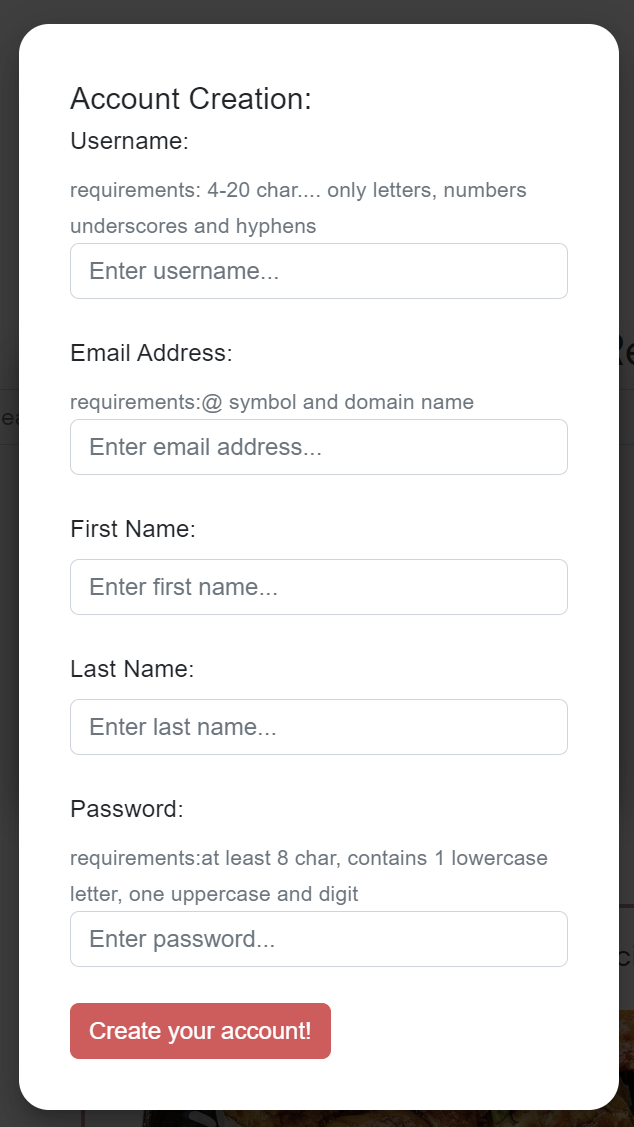 Account Creation:
Username:
requirements: 4-20 char.... only letters, numbers
underscores and hyphens
Enter username...
Email Address:
requirements:@ symbol and domain name
Enter email address...
First Name:
Enter first name...
Last Name:
Enter last name...
Password:
requirements:at least 8 char, contains 1 lowercase
letter, one uppercase and digit
Enter password...
Create your account!